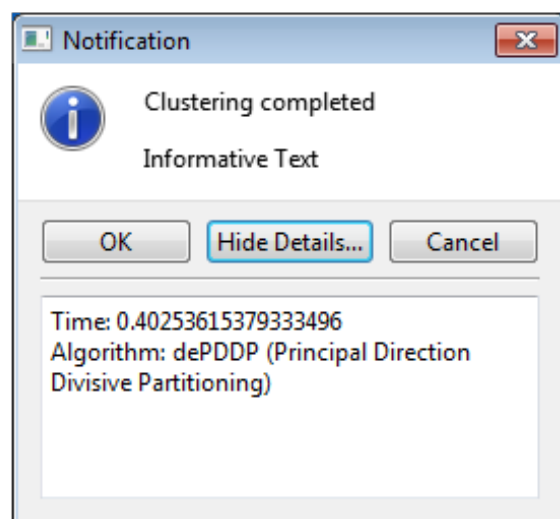 Notification
Clustering completed
Informative Text
OK
Hide Details...
Cancel
Time: 0.40253615379333496
Algorithm: dePDDP (Principal Direction
Divisive Partitioning)